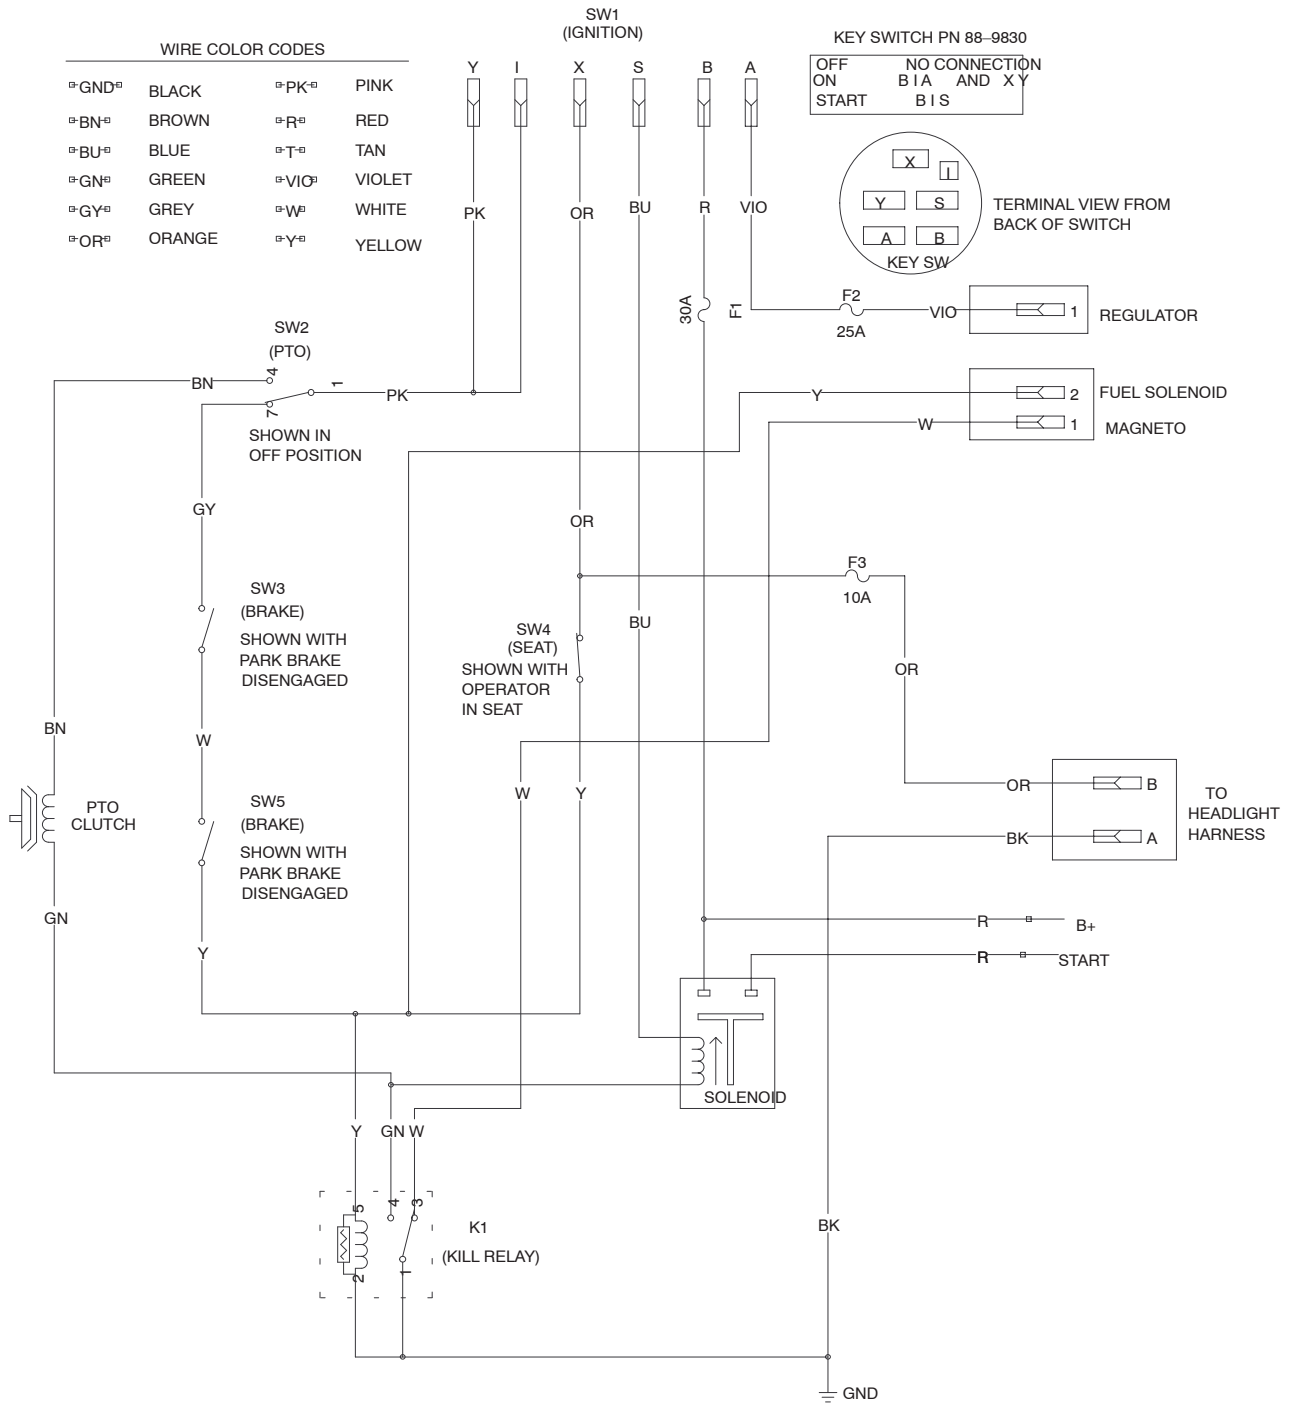 SW1
(IGNITION)
WIRE COLOR CODES
GND BLACK
PK PINK
BN BROWN
R RED
BU BLUE
T TAN
GN GREEN
VIO VIOLET
GY GREY
W WHITE
OR ORANGE
Y YELLOW
Y I X S B A
KEY SWITCH PN 88–9830
OFF NO CONNECTION
ON B I A AND X Y
START B I S
X
I
Y S
A B
KEY SW
TERMINAL VIEW FROM
BACK OF SWITCH
PK OR BU R VIO
30A
F1
F2
25A
VIO
1
REGULATOR
SW2
(PTO)
BN
4
1
7
PK
SHOWN IN
OFF POSITION
Y
2
FUEL SOLENOID
W
1
MAGNETO
GY
OR
F3
10A
SW3
(BRAKE)
SHOWN WITH
PARK BRAKE
DISENGAGED
SW4
(SEAT)
SHOWN WITH
OPERATOR
IN SEAT
BU
OR
BN
W
W
Y
OR
B
TO
HEADLIGHT
HARNESS
BK
A
PTO
CLUTCH
SW5
(BRAKE)
SHOWN WITH
PARK BRAKE
DISENGAGED
GN
Y
R
B+
R
START
SOLENOID
Y
GN
W
5
4
3
2
1
K1
(KILL RELAY)
BK
GND